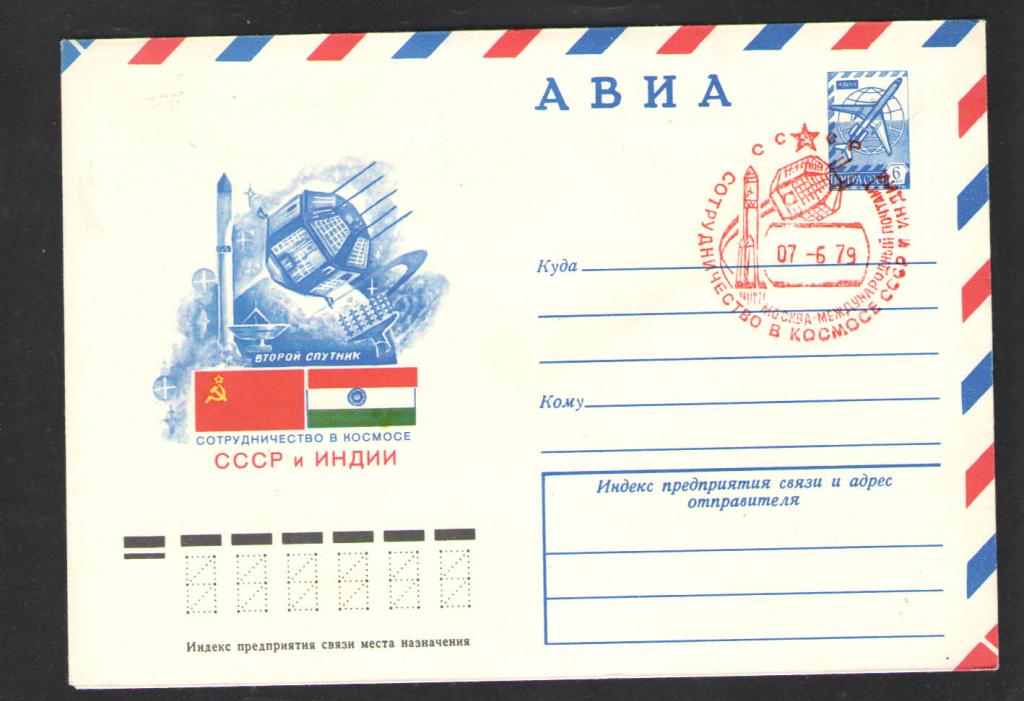 АВИА
АВИА
ПОЧТА СССР 6
СССР
СОТРУДНИЧЕСТВО В КОСМОСЕ СССР И ИНДИИ
МОСКВА-МЕЖДУНАРОДНЫЙ ПОЧТАМТ
07 -6 79
Куда
Кому
ВТОРОЙ СПУТНИК
СОТРУДНИЧЕСТВО В КОСМОСЕ
СССР и ИНДИИ
Индекс предприятия связи и адрес
отправителя
Индекс предприятия связи места назначения